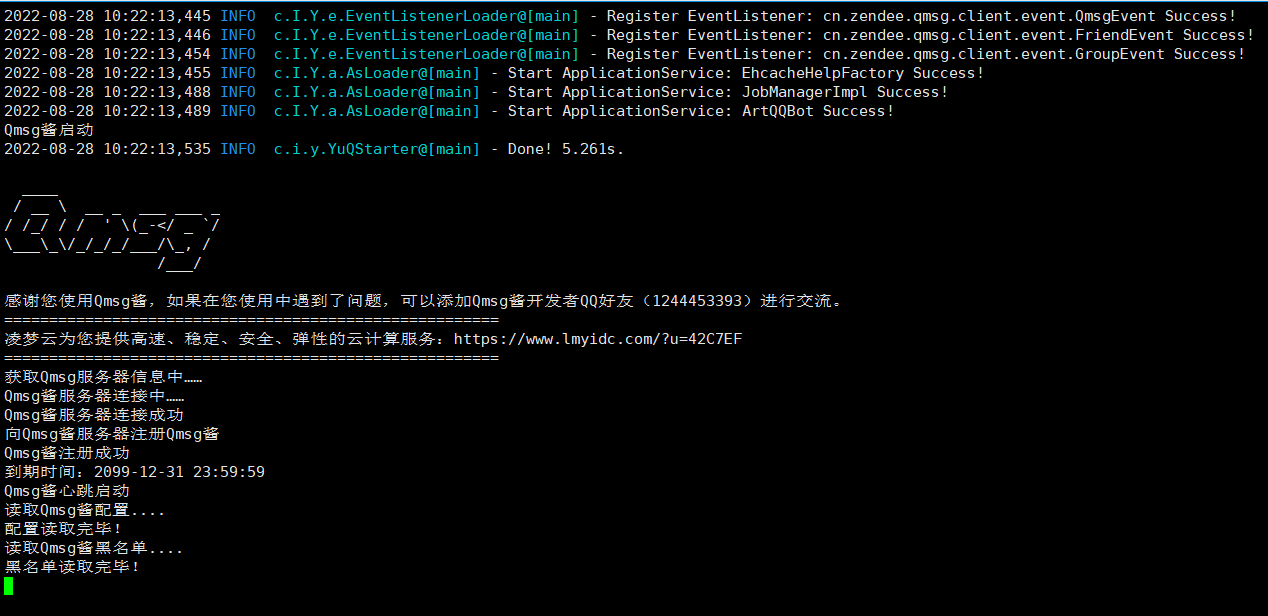 2022-08-28 10:22:13,445 INFO  c.I.Y.e.EventListenerLoader@[main] - Register EventListener: cn.zendee.qmsg.client.event.QmsgEvent Success!
2022-08-28 10:22:13,446 INFO  c.I.Y.e.EventListenerLoader@[main] - Register EventListener: cn.zendee.qmsg.client.event.FriendEvent Success!
2022-08-28 10:22:13,454 INFO  c.I.Y.e.EventListenerLoader@[main] - Register EventListener: cn.zendee.qmsg.client.event.GroupEvent Success!
2022-08-28 10:22:13,455 INFO  c.I.Y.a.AsLoader@[main] - Start ApplicationService: EhcacheHelpFactory Success!
2022-08-28 10:22:13,488 INFO  c.I.Y.a.AsLoader@[main] - Start ApplicationService: JobManagerImpl Success!
2022-08-28 10:22:13,489 INFO  c.I.Y.a.AsLoader@[main] - Start ApplicationService: ArtQQBot Success!
Qmsg酱启动
2022-08-28 10:22:13,535 INFO  c.i.y.YuQStarter@[main] - Done! 5.261s.
Qmsg
感谢您使用Qmsg酱，如果在您使用中遇到了问题，可以添加Qmsg酱开发者QQ好友（1244453393）进行交流。
=======================================================
凌梦云为您提供高速、稳定、安全、弹性的云计算服务：https://www.lmyidc.com/?u=42C7EF
=======================================================
获取Qmsg服务器信息中……
Qmsg酱服务器连接中……
Qmsg酱服务器连接成功
向Qmsg酱服务器注册Qmsg酱
Qmsg酱注册成功
到期时间：2099-12-31 23:59:59
Qmsg酱心跳启动
读取Qmsg酱配置....
配置读取完毕！
读取Qmsg酱黑名单....
黑名单读取完毕！